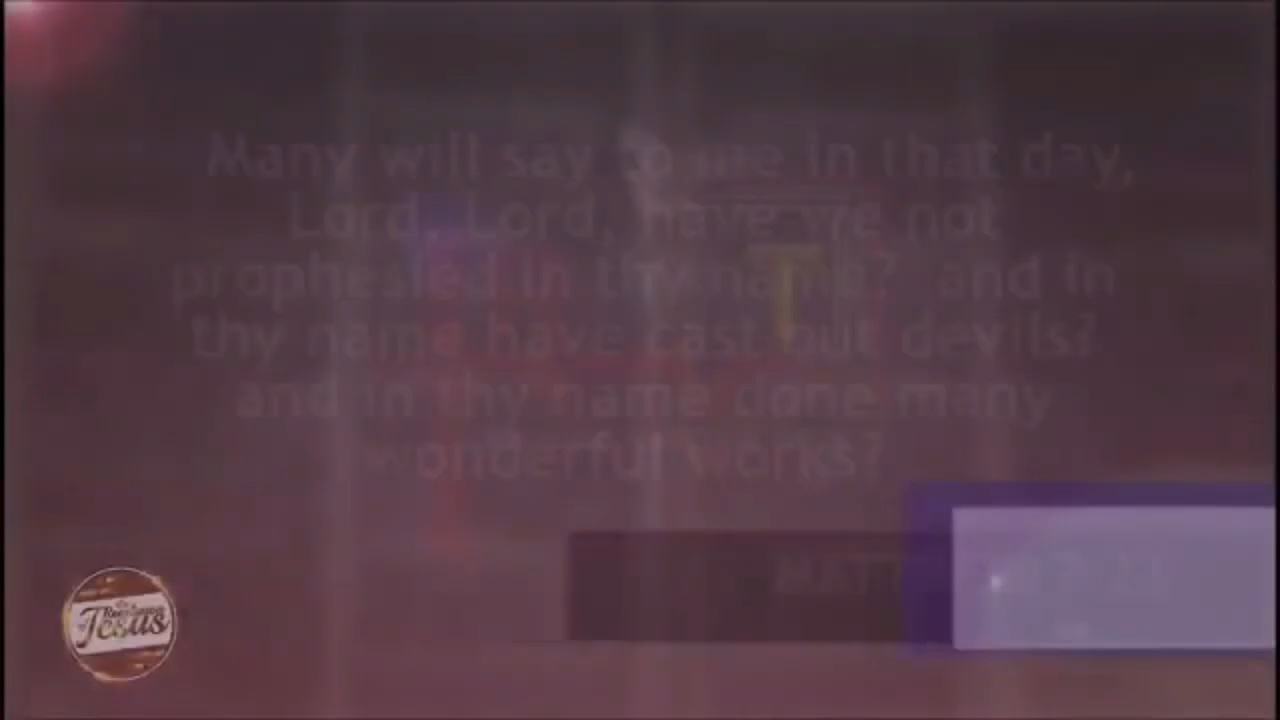 Many will say to me in that day,
Lord, Lord, have we not
prophesied in thy name? and in
thy name have cast out devils?
and in thy name done many
wonderful works?
T
Jesus